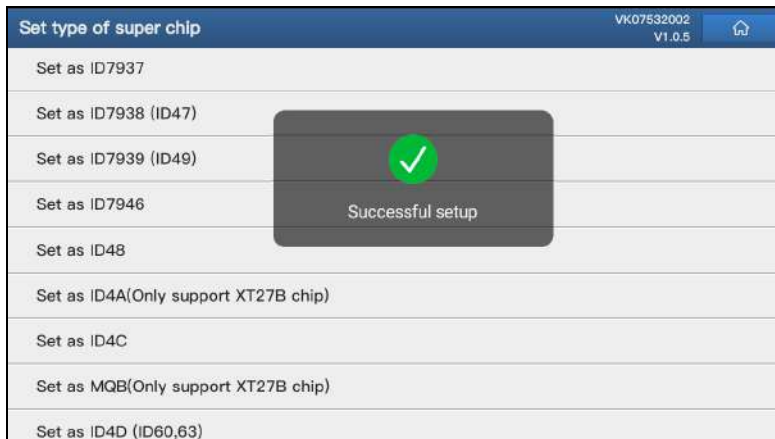 Set type of super chip
VK07532002
V1.0.5
Set as ID7937
Set as ID7938 (ID47)
Set as ID7939 (ID49)
Successful setup
Set as ID7946
Set as ID48
Set as ID4A(Only support XT27B chip)
Set as ID4C
Set as MQB(Only support XT27B chip)
Set as ID4D (ID60,63)